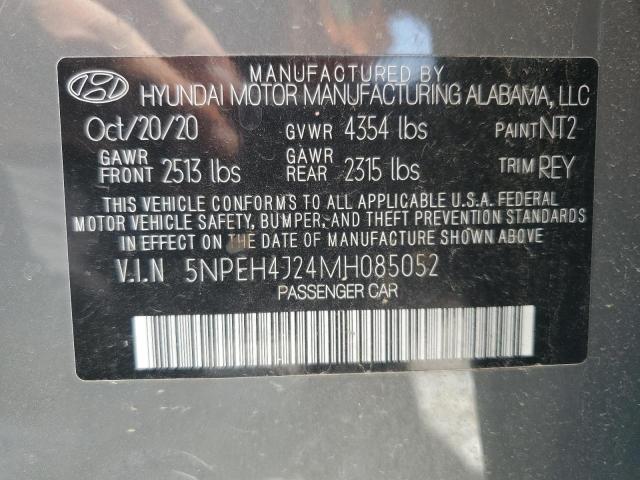 MANUFACTURED BY
HYUNDAI MOTOR MANUFACTURING ALABAMA, LLC
Oct/20/20 GVWR 4354 lbs PAINT NT2
GAWR FRONT 2513 lbs GAWR REAR 2315 lbs TRIM REY
THIS VEHICLE CONFORMS TO ALL APPLICABLE U.S.A. FEDERAL
MOTOR VEHICLE SAFETY, BUMPER, AND THEFT PREVENTION STANDARDS
IN EFFECT ON THE DATE OF MANUFACTURE SHOWN ABOVE.
V.I.N 5NPEH4J24MH085052
PASSENGER CAR